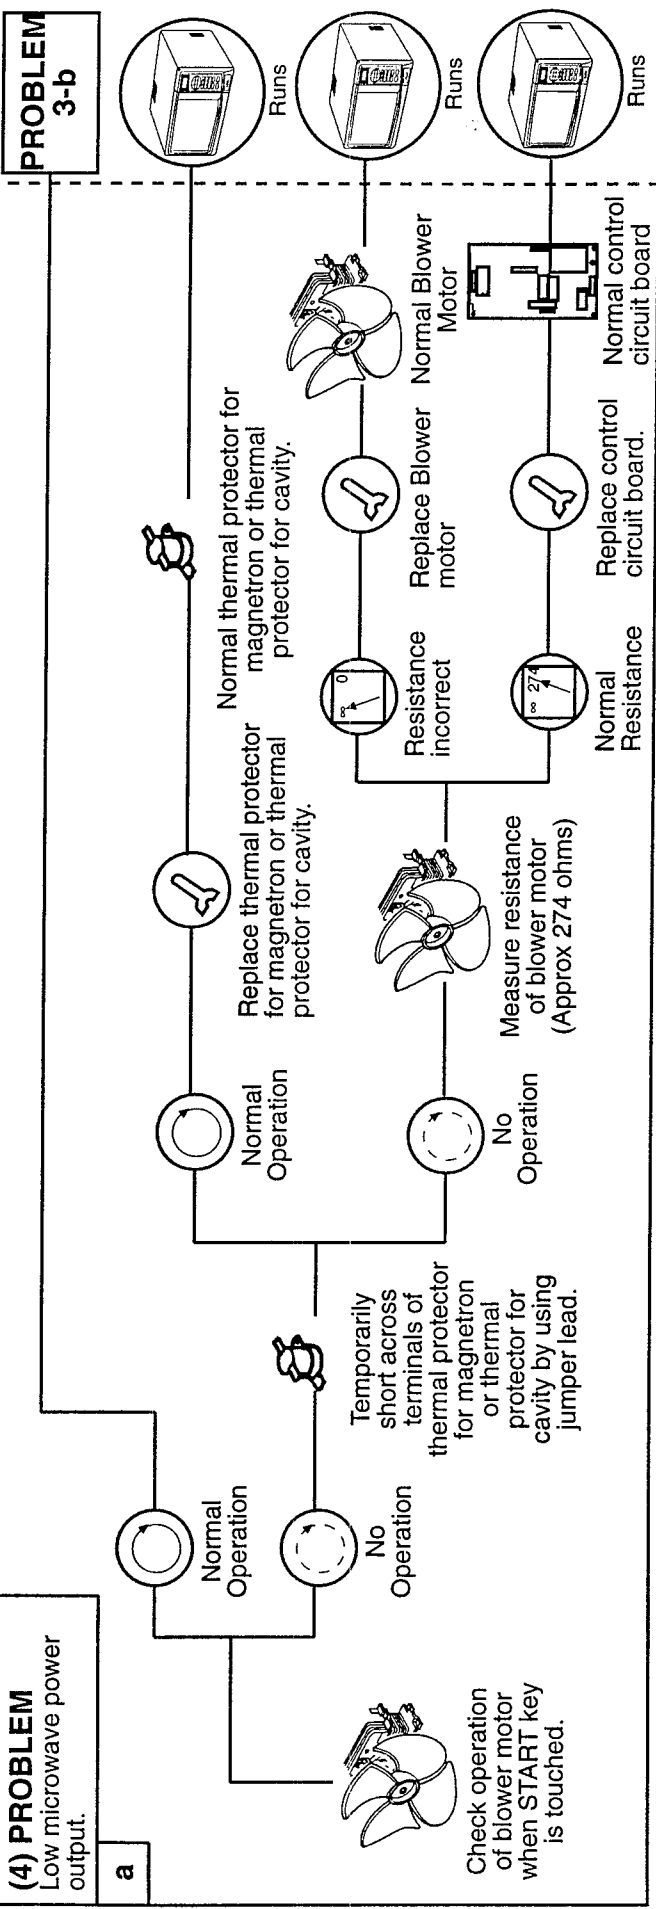 (4) PROBLEM
Low microwave power
output.
a
Check operation
of blower motor
when START key
is touched.
Normal
Operation
No
Operation
Temporarily
short across
terminals of
thermal protector
for magnetron
or thermal
protector for
cavity by using
jumper lead.
Normal
Operation
No
Operation
Replace thermal protector
for magnetron or thermal
protector for cavity.
Normal thermal protector for
magnetron or thermal
protector for cavity.
Measure resistance
of blower motor
(Approx 274 ohms)
∞ 0
Resistance
incorrect
∞ 274
Normal
Resistance
Replace Blower
motor
Replace control
circuit board.
Normal Blower
Motor
Normal control
circuit board
PROBLEM
3-b
Runs
Runs
Runs